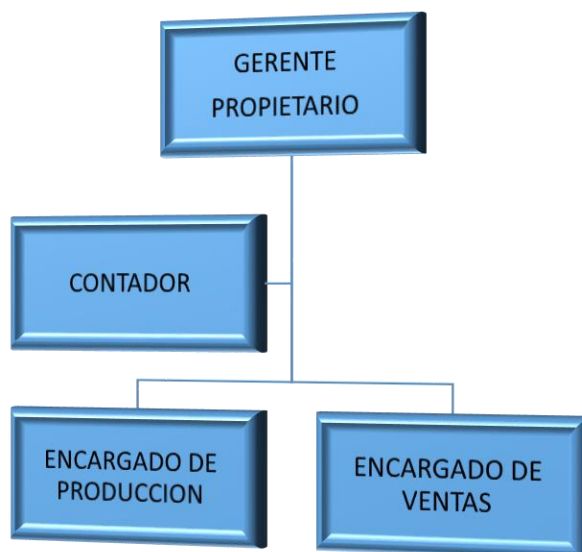 GERENTE
PROPIETARIO
CONTADOR
ENCARGADO DE
PRODUCCION
ENCARGADO DE
VENTAS